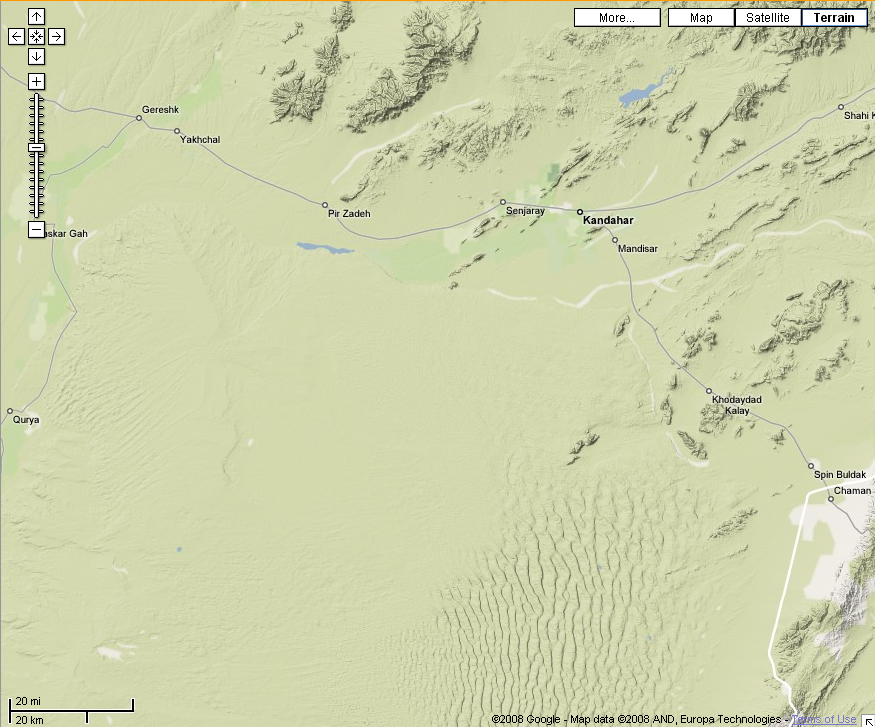 More... Map Satellite Terrain
Gereshk
Shahi K
Yakhchal
Pir Zadeh
Senjaray
Kandahar
askar Gah
Mandisar
Khodaydad
Kalay
Qurya
Spin Buldak
Chaman
20 mi
20 km
©2008 Google - Map data ©2008 AND, Europa Technologies - Terms of Use